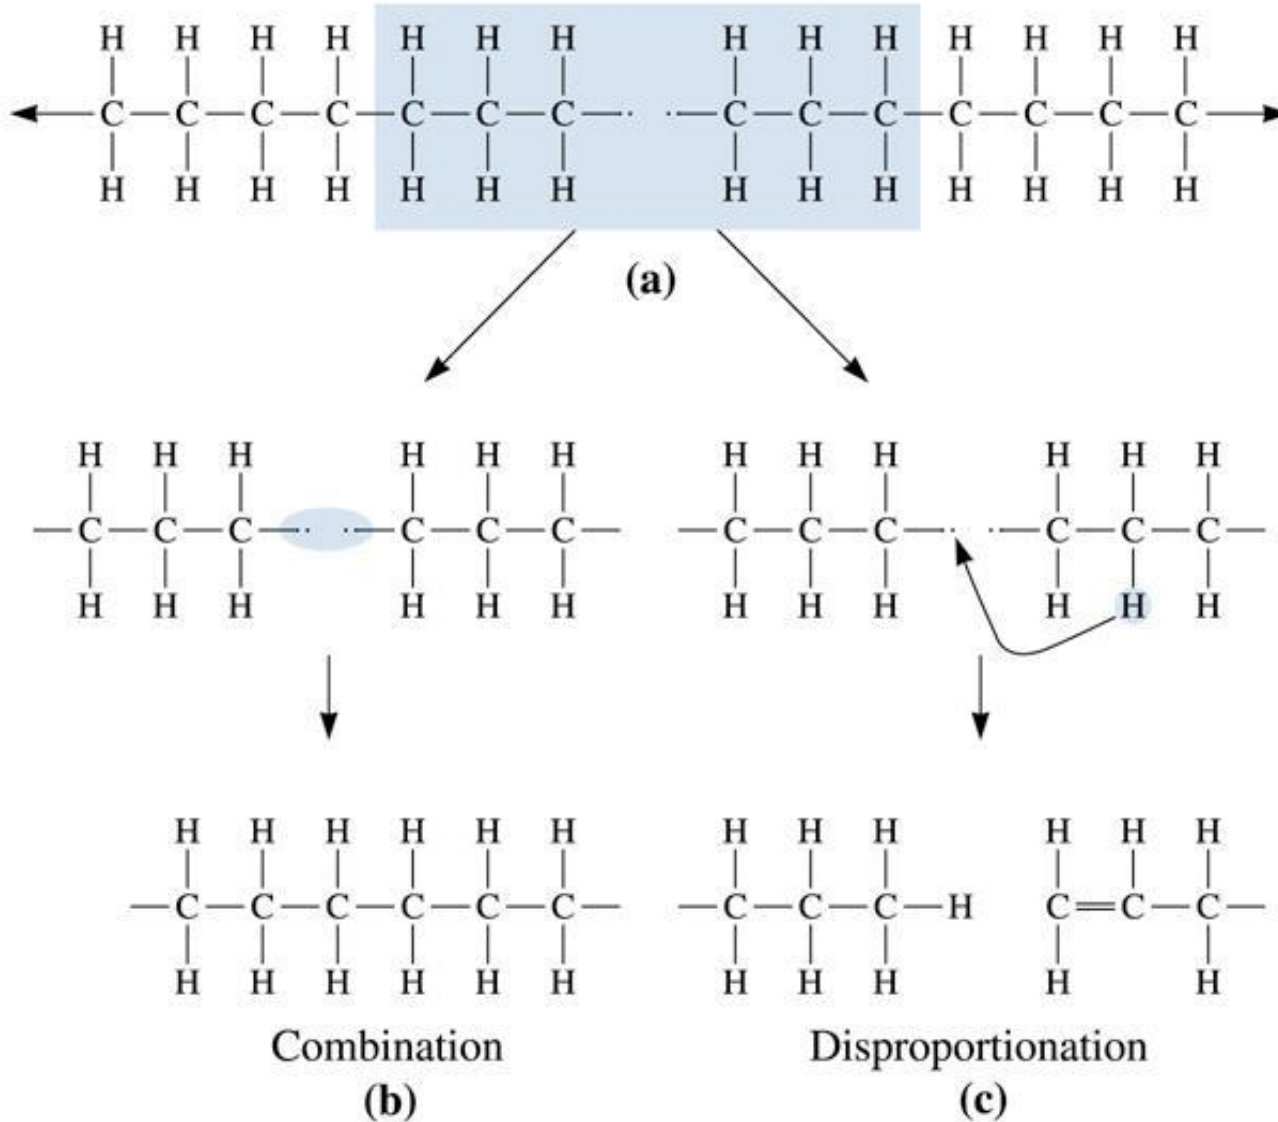 H H H H H H H H H H H H H H
C C C C C C C C C C C C C C
H H H H H H H H H H H H H H
(a)
H H H H H H H H H H H H
C C C C C C C C C C C C
H H H H H H H H H H H H
H H H H H H H H H H H H
C C C C C C C C C H C C C
H H H H H H H H H H H
Combination Disproportionation
(b) (c)